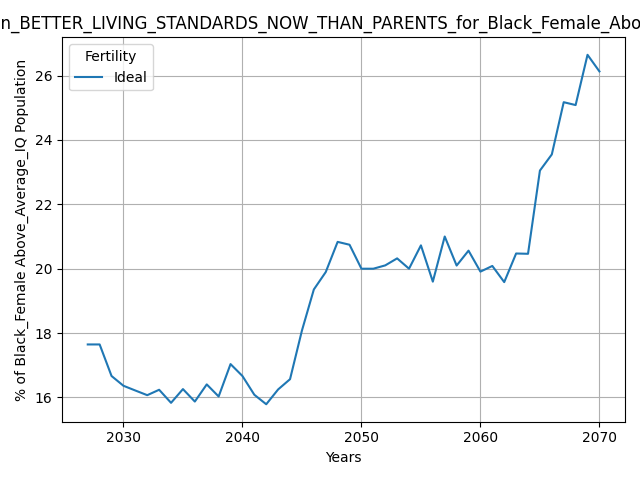 n_BETTER_LIVING_STANDARDS_NOW_THAN_PARENTS_for_Black_Female_Abo
Fertility
Ideal
% of Black_Female Above_Average_IQ Population
26
24
22
20
18
16
2030 2040 2050 2060 2070
Years